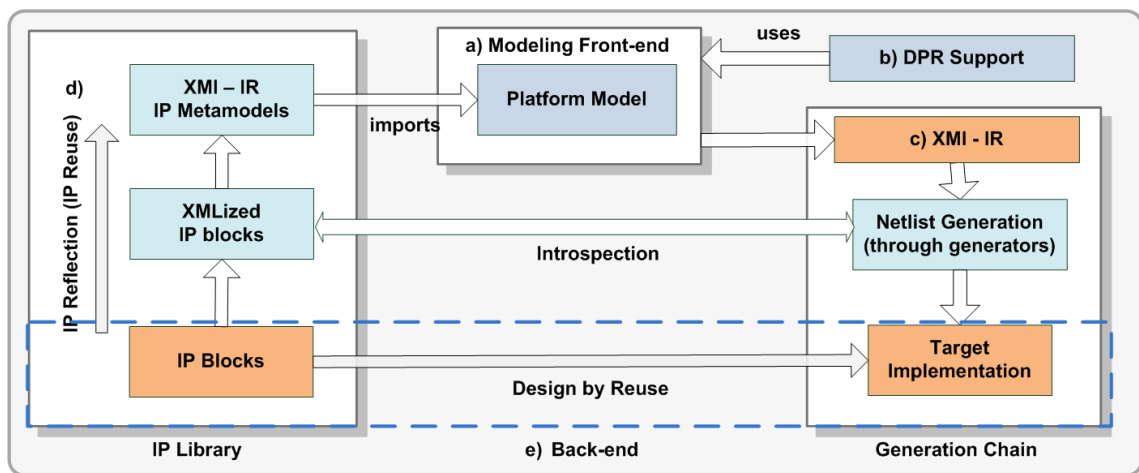 a) Modeling Front-end
uses
b) DPR Support
d)
XMI – IR
IP Metamodels
imports
Platform Model
c) XMI - IR
IP Reflection (IP Reuse)
XMLized
IP blocks
Introspection
Netlist Generation
(through generators)
IP Blocks
Design by Reuse
Target
Implementation
IP Library
e) Back-end
Generation Chain